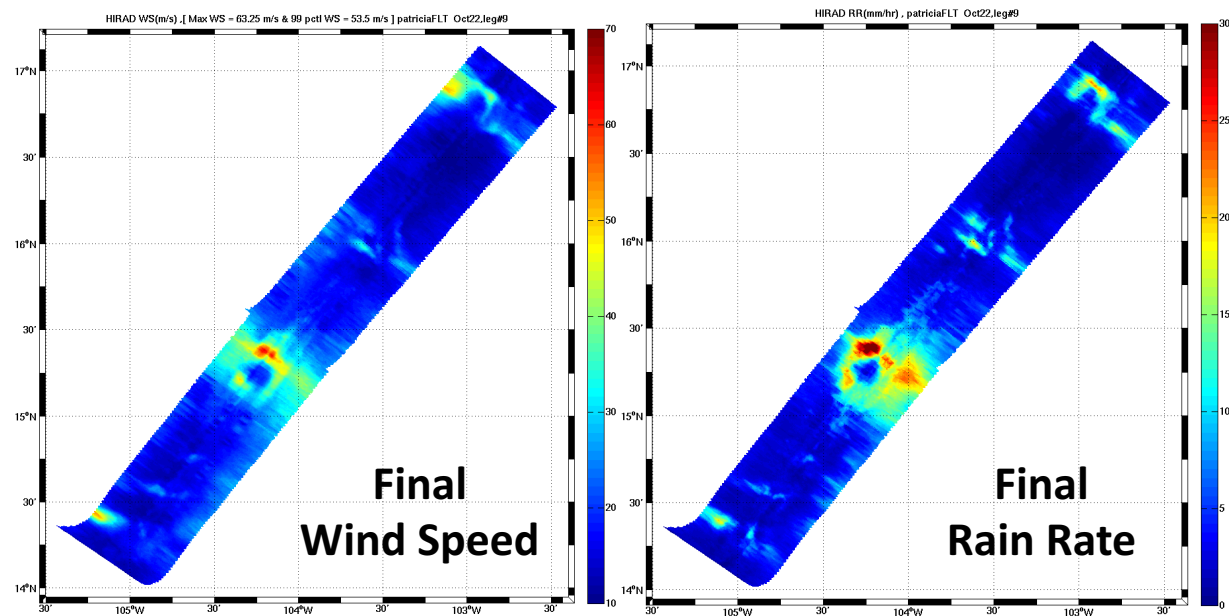 HIRAD WS(m/s) ,[ Max WS = 63.25 m/s & 99 pctl WS = 53.5 m/s ] patriciaFLT Oct22,leg#9
17°N
30'
16°N
30'
15°N
30'
14°N
30'
105°W
30'
104°W
30'
103°W
30'
70
60
50
40
30
20
10
Final
Wind Speed
HIRAD RR(mm/hr) , patriciaFLT Oct22,leg#9
17°N
30'
16°N
30'
15°N
30'
14°N
30'
105°W
30'
104°W
30'
103°W
30'
30
25
20
15
10
5
0
Final
Rain Rate